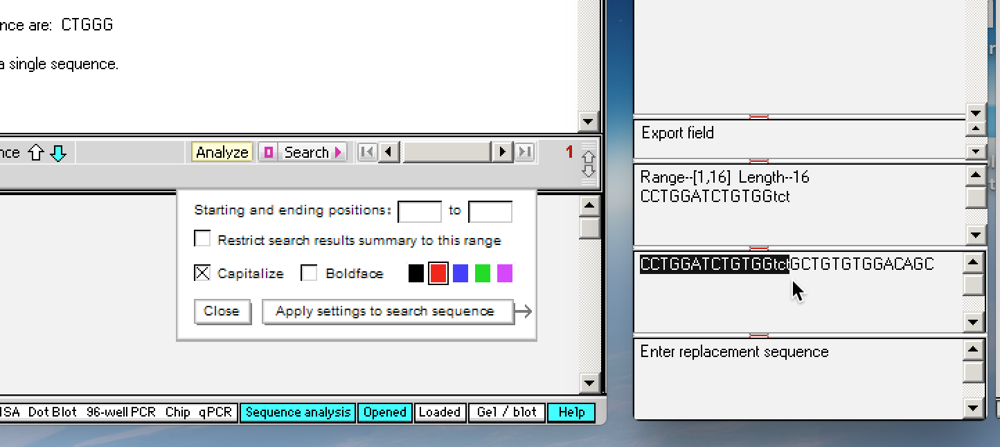 nce are: CTGGG
a single sequence.
nce Analyze Search 1
Starting and ending positions: to
Restrict search results summary to this range
Capitalize Boldface
Close Apply settings to search sequence
ISA Dot Blot 96-well PCR Chip qPCR Sequence analysis Opened Loaded Gel / blot Help
Export field
Range--[1,16] Length--16
CCTGGATCTGTGGtct
CCTGGATCTGTGGtctGCTGTGTGGACAGC
Enter replacement sequence